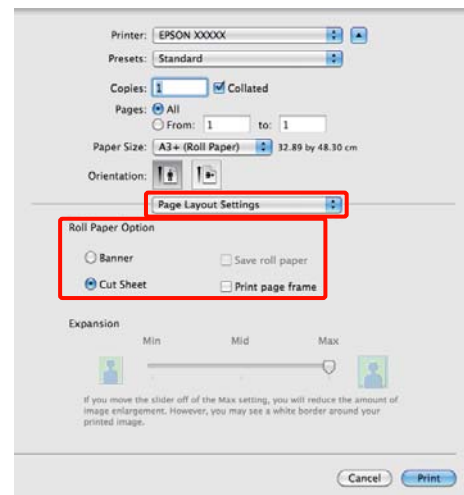 Printer: EPSON XXXXX
Presets: Standard
Copies: 1 Collated
Pages: All
From: 1 to: 1
Paper Size: A3+ (Roll Paper) 32.89 by 48.30 cm
Orientation:
Page Layout Settings
Roll Paper Option
Banner Save roll paper
Cut Sheet Print page frame
Expansion
Min Mid Max
If you move the slider off of the Max setting, you will reduce the amount of
image enlargement. However, you may see a white border around your
printed image.
Cancel Print